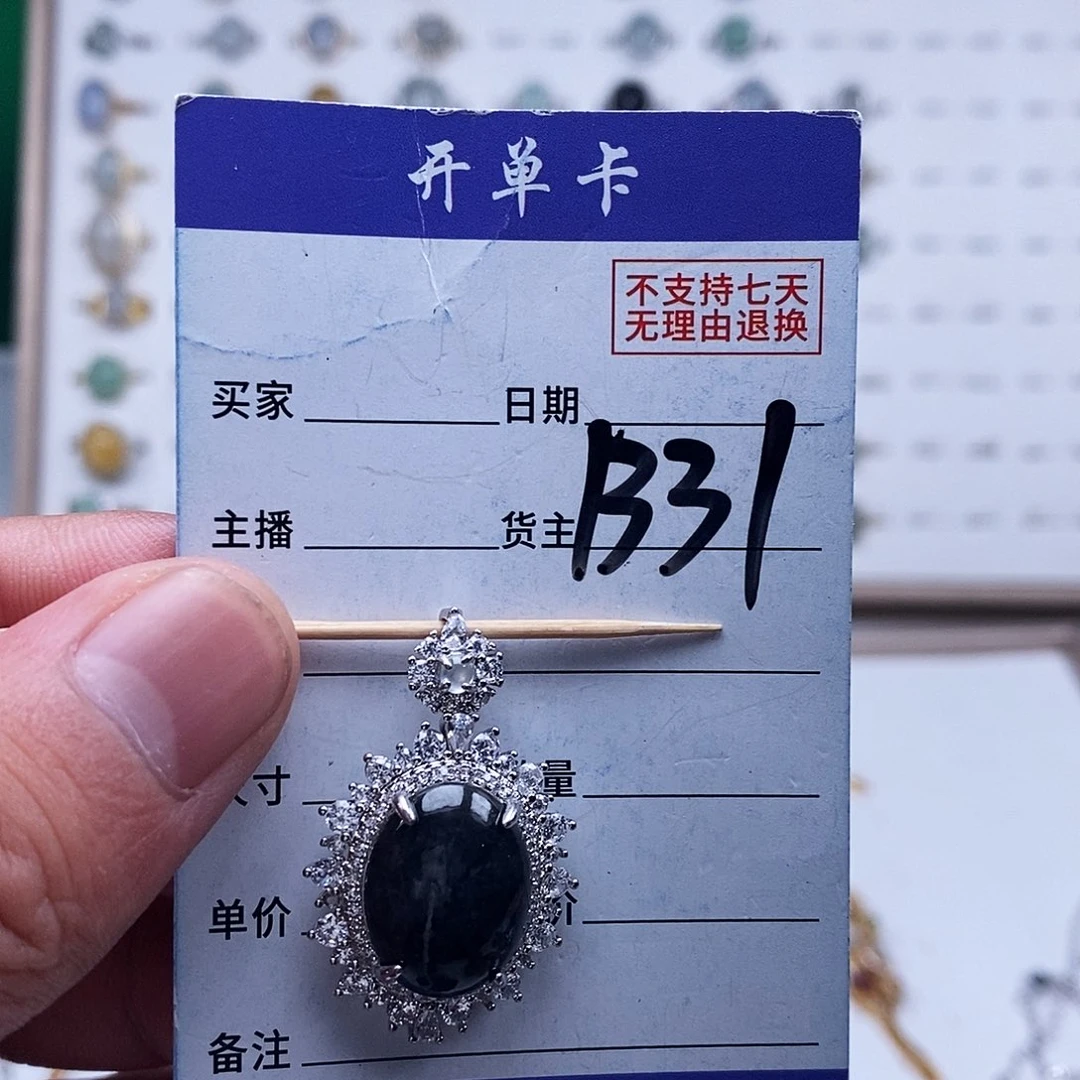 开单卡
不支持七天
无理由退换
买家 日期
主播 货主 B31
寸 量
单价 价
备注